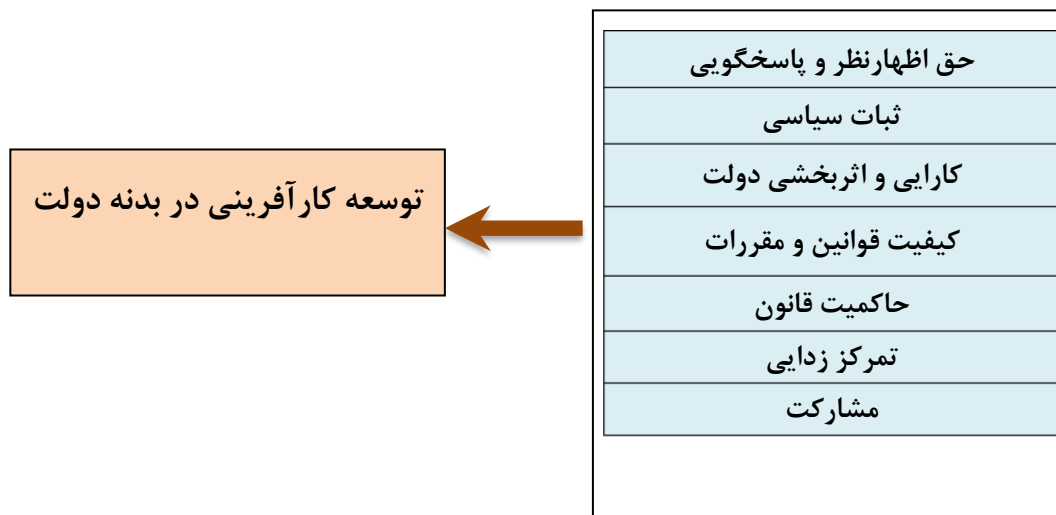 حق اظهارنظر و پاسخگویی
ثبات سیاسی
کارایی و اثربخشی دولت
کیفیت قوانین و مقررات
حاکمیت قانون
تمرکز زدایی
مشارکت
توسعه کارآفرینی در بدنه دولت